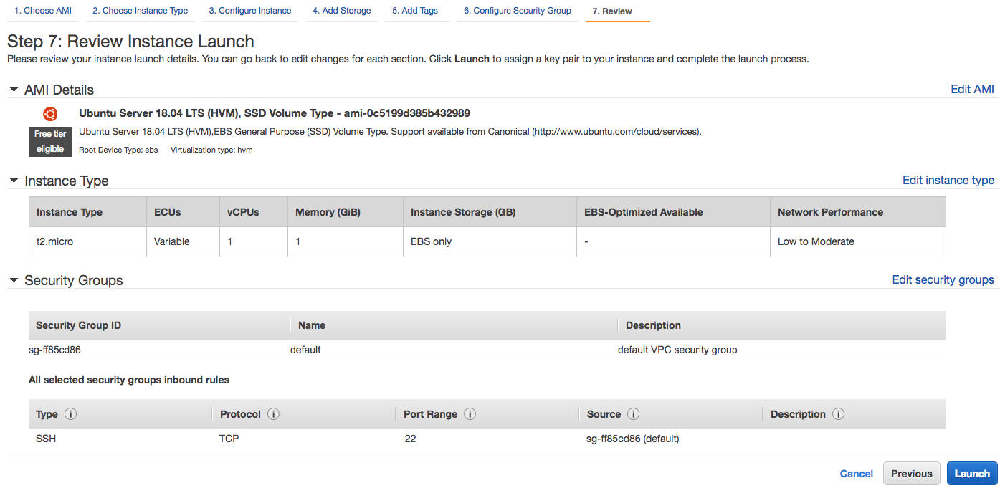 1. Choose AMI 2. Choose Instance Type 3. Configure Instance 4. Add Storage 5. Add Tags 6. Configure Security Group 7. Review
Step 7: Review Instance Launch
Please review your instance launch details. You can go back to edit changes for each section. Click Launch to assign a key pair to your instance and complete the launch process.
AMI Details Edit AMI
Ubuntu Server 18.04 LTS (HVM), SSD Volume Type - ami-0c5199d385b432989
Free tier eligible
Ubuntu Server 18.04 LTS (HVM),EBS General Purpose (SSD) Volume Type. Support available from Canonical (http://www.ubuntu.com/cloud/services).
Root Device Type: ebs Virtualization type: hvm
Instance Type Edit instance type
Instance Type ECUs vCPUs Memory (GiB) Instance Storage (GB) EBS-Optimized Available Network Performance
t2.micro Variable 1 1 EBS only - Low to Moderate
Security Groups Edit security groups
Security Group ID Name Description
sg-ff85cd86 default default VPC security group
All selected security groups inbound rules
Type Protocol Port Range Source Description
SSH TCP 22 sg-ff85cd86 (default)
Cancel Previous Launch